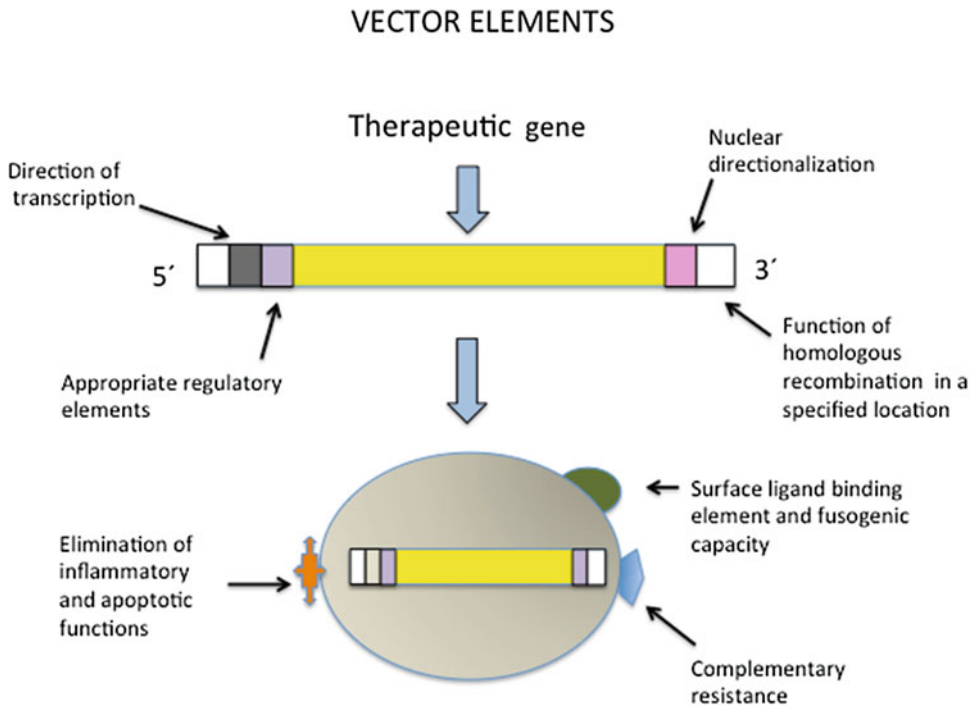 VECTOR ELEMENTS
Therapeutic gene
Direction of
transcription
Nuclear
directionalization
5´
3´
Appropriate regulatory
elements
Function of
homologous
recombination in a
specified location
Surface ligand binding
element and fusogenic
capacity
Elimination of
inflammatory
and apoptotic
functions
Complementary
resistance